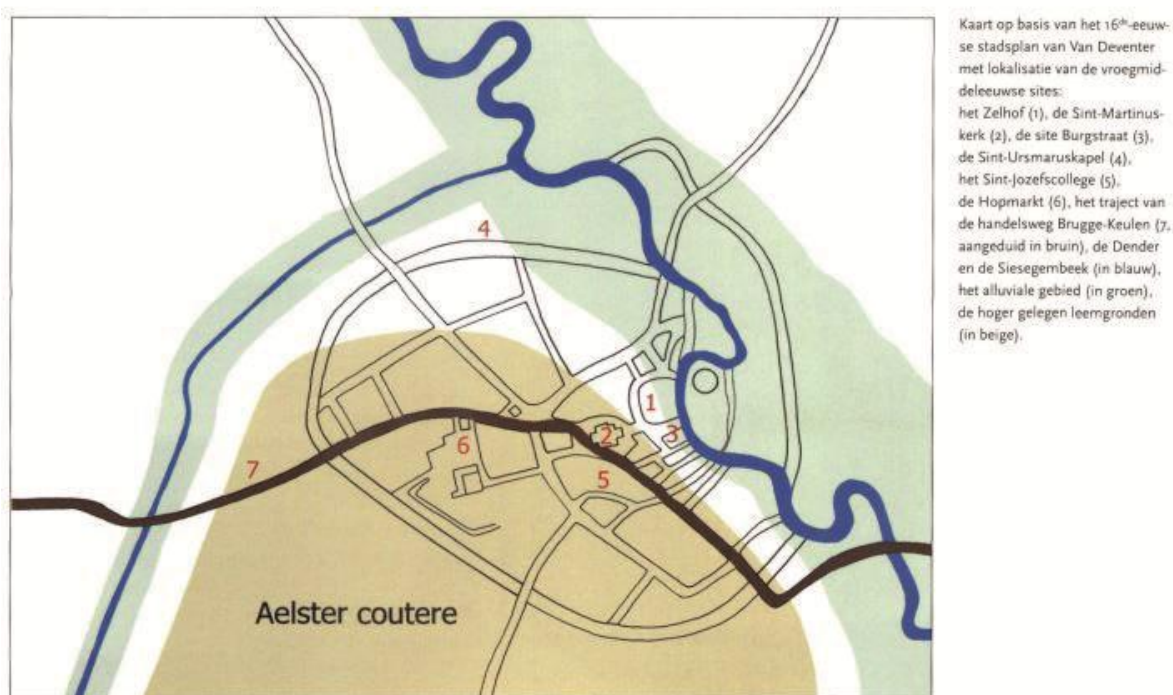 Kaart op basis van het 16de-eeuw-
se stadsplan van Van Deventer
met lokalisatie van de vroegmid-
deleeuwse sites:
het Zelhof (1), de Sint-Martinus-
kerk (2), de site Burgstraat (3),
de Sint-Ursmaruskapel (4),
het Sint-Jozefscollege (5),
de Hopmarkt (6), het traject van
de handelsweg Brugge-Keulen (7,
aangeduid in bruin), de Dender
en de Siesegembeek (in blauw),
het alluviale gebied (in groen),
de hoger gelegen leemgronden
(in beige).
4
1
2
3
6
5
7
Aelster coutere